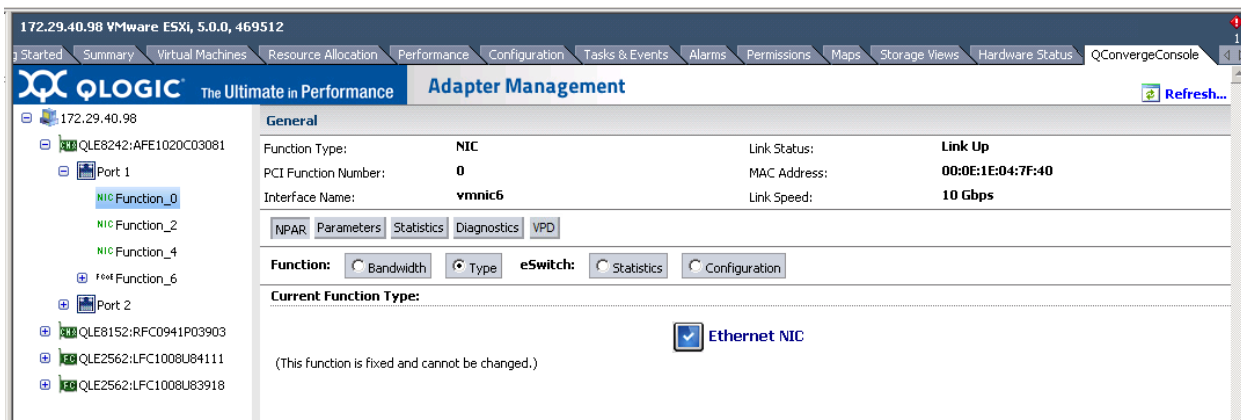 172.29.40.98 VMware ESXi, 5.0.0, 469512
g Started Summary Virtual Machines Resource Allocation Performance Configuration Tasks & Events Alarms Permissions Maps Storage Views Hardware Status QConvergeConsole
QLOGIC The Ultimate in Performance Adapter Management
Refresh...
172.29.40.98
QLE8242:AFE1020C03081
Port 1
NIC Function_0
NIC Function_2
NIC Function_4
FCoE Function_6
Port 2
QLE8152:RFC0941P03903
FC QLE2562:LFC1008U84111
FC QLE2562:LFC1008U83918
General
Function Type: NIC Link Status: Link Up
PCI Function Number: 0 MAC Address: 00:0E:1E:04:7F:40
Interface Name: vmnic6 Link Speed: 10 Gbps
NPAR Parameters Statistics Diagnostics VPD
Function: Bandwidth Type eSwitch: Statistics Configuration
Current Function Type:
Ethernet NIC
(This function is fixed and cannot be changed.)